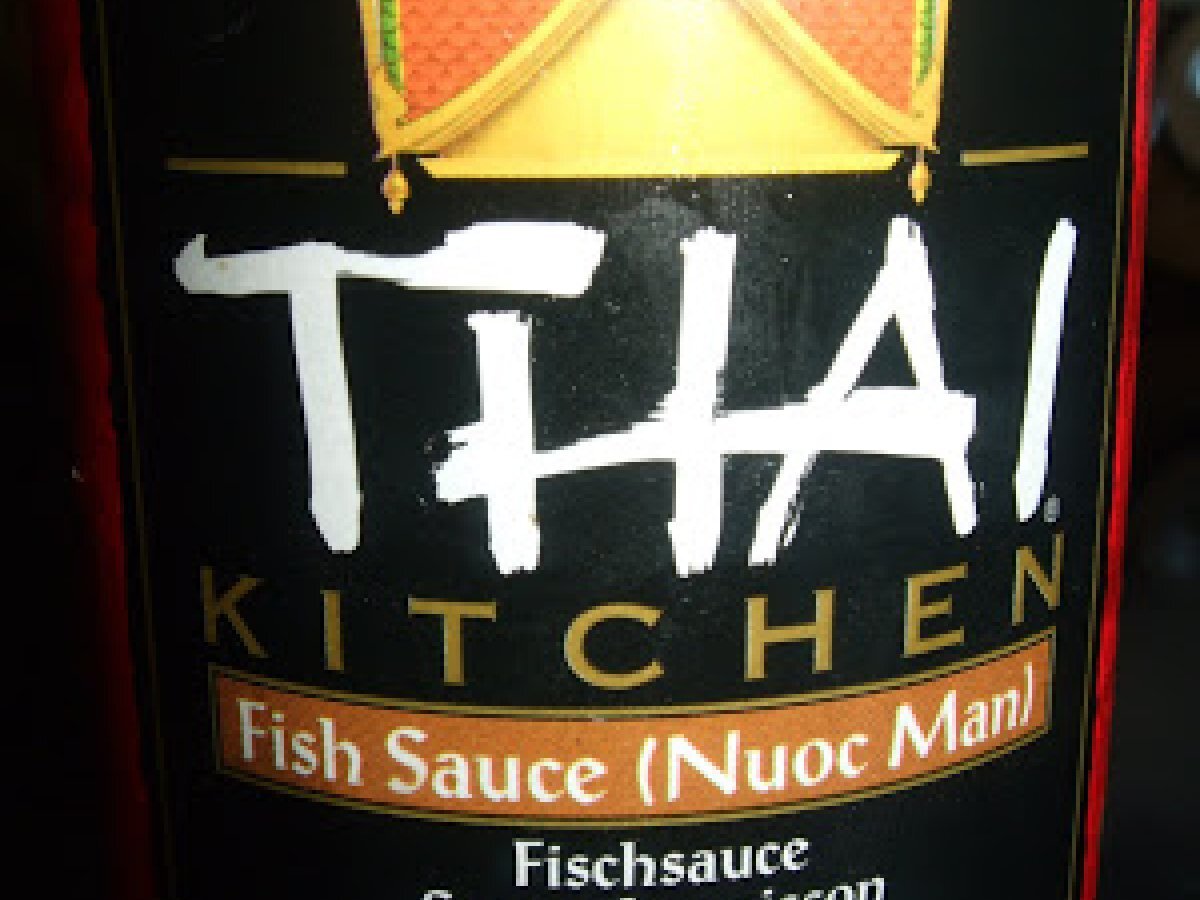 THAI
KITCHEN
Fish Sauce (Nuoc Man)
Fischsauce